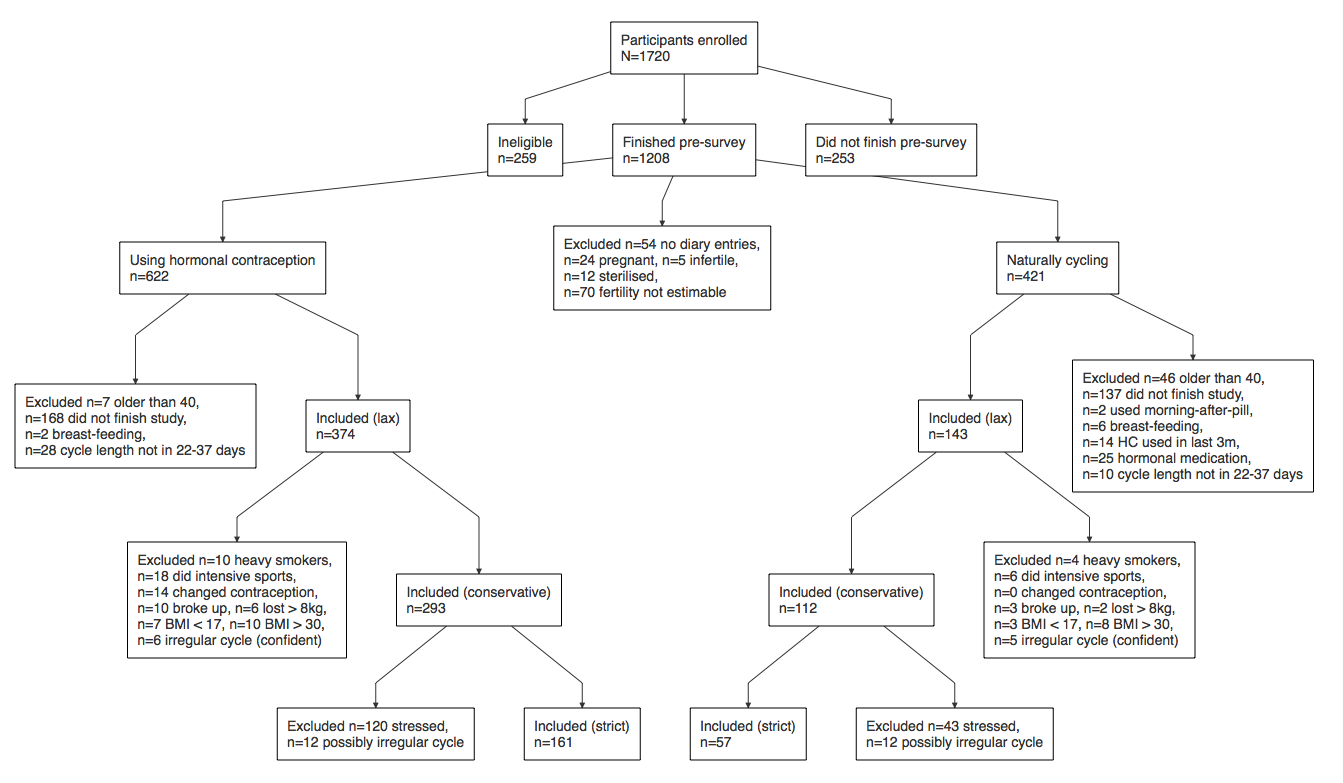 Participants enrolled
N=1720
Ineligible
n=259
Finished pre-survey
n=1208
Did not finish pre-survey
n=253
Using hormonal contraception
n=622
Excluded n=54 no diary entries,
n=24 pregnant, n=5 infertile,
n=12 sterilised,
n=70 fertility not estimable
Naturally cycling
n=421
Excluded n=7 older than 40,
n=168 did not finish study,
n=2 breast-feeding,
n=28 cycle length not in 22-37 days
Included (lax)
n=374
Included (lax)
n=143
Excluded n=46 older than 40,
n=137 did not finish study,
n=2 used morning-after-pill,
n=6 breast-feeding,
n=14 HC used in last 3m,
n=25 hormonal medication,
n=10 cycle length not in 22-37 days
Excluded n=10 heavy smokers,
n=18 did intensive sports,
n=14 changed contraception,
n=10 broke up, n=6 lost > 8kg,
n=7 BMI < 17, n=10 BMI > 30,
n=6 irregular cycle (confident)
Included (conservative)
n=293
Included (conservative)
n=112
Excluded n=4 heavy smokers,
n=6 did intensive sports,
n=0 changed contraception,
n=3 broke up, n=2 lost > 8kg,
n=3 BMI < 17, n=8 BMI > 30,
n=5 irregular cycle (confident)
Excluded n=120 stressed,
n=12 possibly irregular cycle
Included (strict)
n=161
Included (strict)
n=57
Excluded n=43 stressed,
n=12 possibly irregular cycle